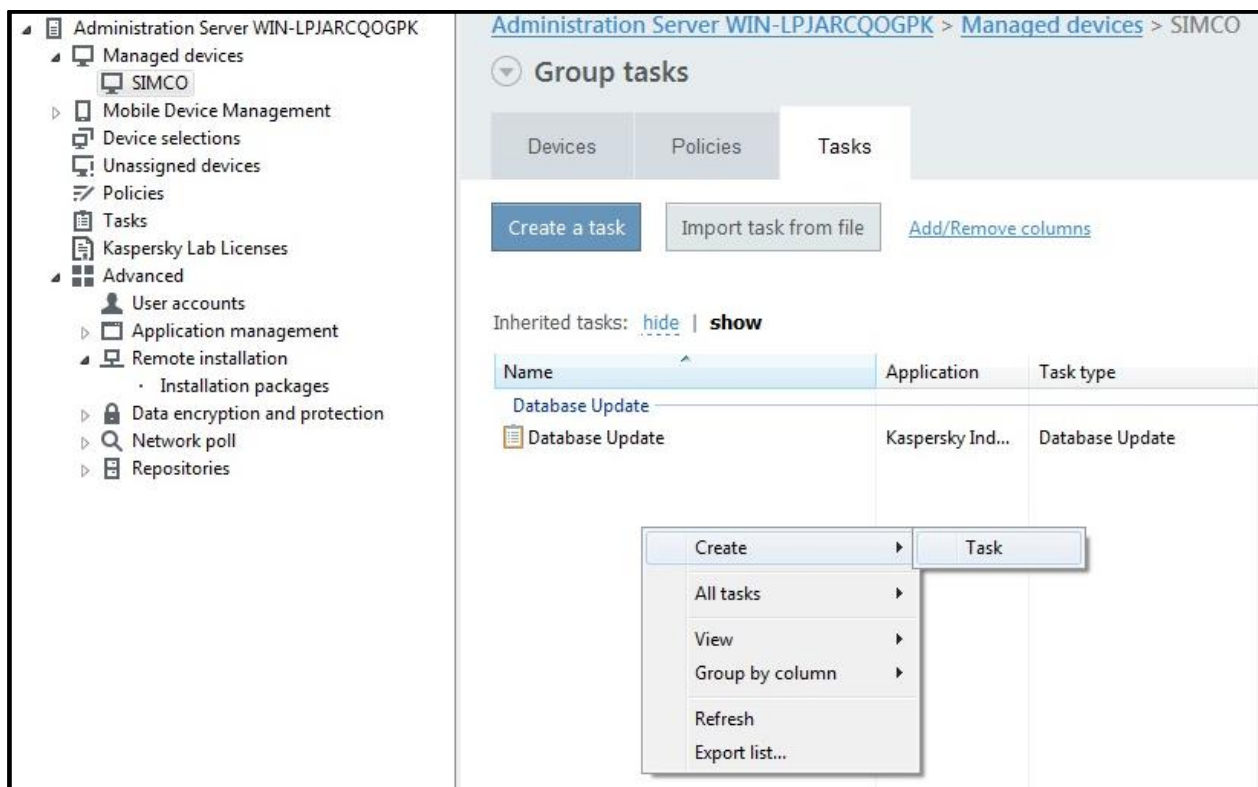 Administration Server WIN-LPJARCQOGPK
Managed devices
SIMCO
Mobile Device Management
Device selections
Unassigned devices
Policies
Tasks
Kaspersky Lab Licenses
Advanced
User accounts
Application management
Remote installation
Installation packages
Data encryption and protection
Network poll
Repositories
Administration Server WIN-LPJARCQOGPK > Managed devices > SIMCO
Group tasks
Devices Policies Tasks
Create a task Import task from file Add/Remove columns
Inherited tasks: hide | show
Name Application Task type
Database Update
Database Update Kaspersky Ind... Database Update
Create Task
All tasks
View
Group by column
Refresh
Export list...